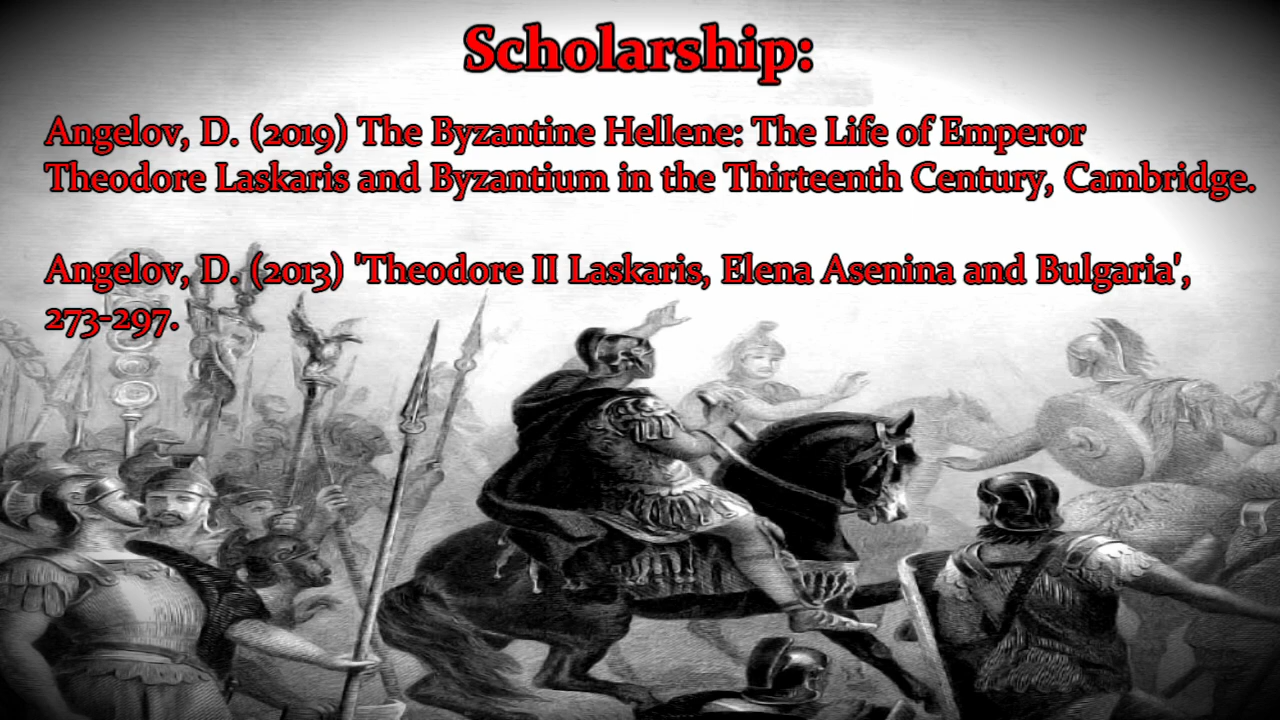 Scholarship:
Angelov, D. (2019) The Byzantine Hellene: The Life of Emperor
Theodore Laskaris and Byzantium in the Thirteenth Century, Cambridge.
Angelov, D. (2013) 'Theodore II Laskaris, Elena Asenina and Bulgaria',
273-297.